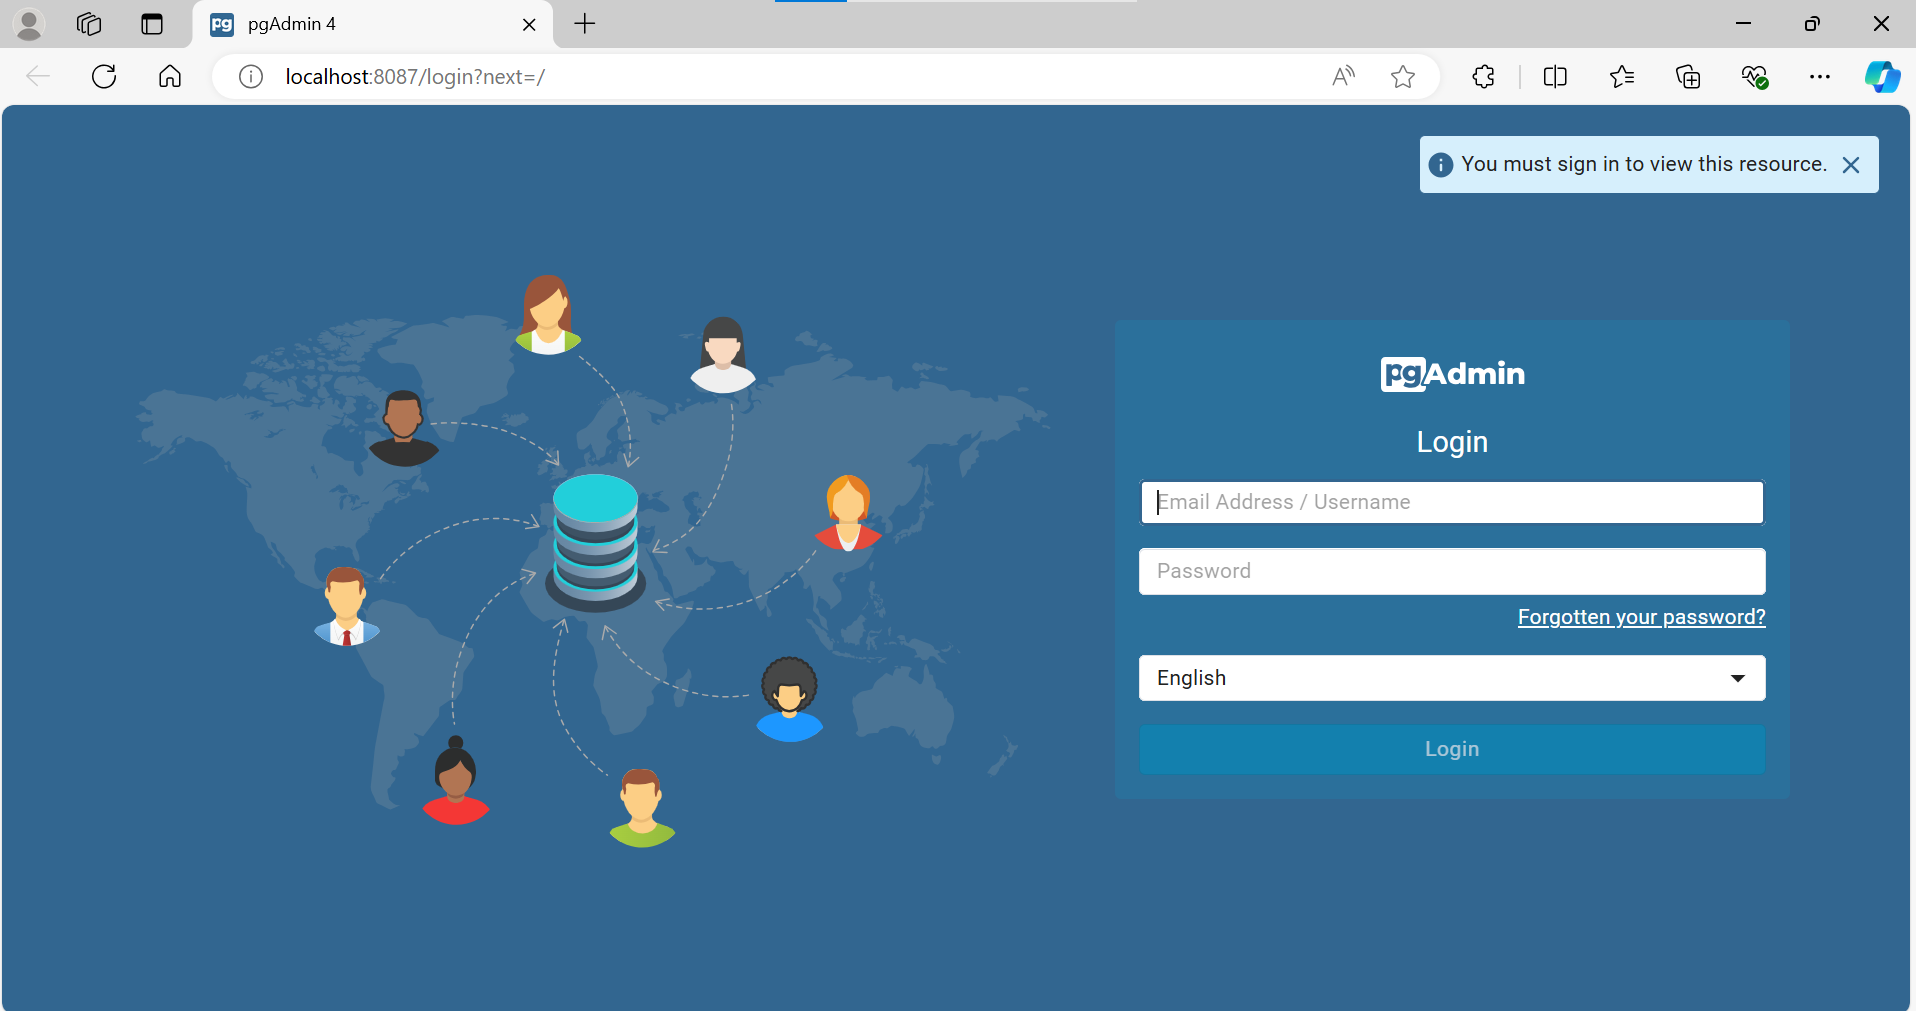 pg pgAdmin 4
localhost:8087/login?next=/
You must sign in to view this resource.
pgAdmin
Login
Email Address / Username
Password
Forgotten your password?
English
Login